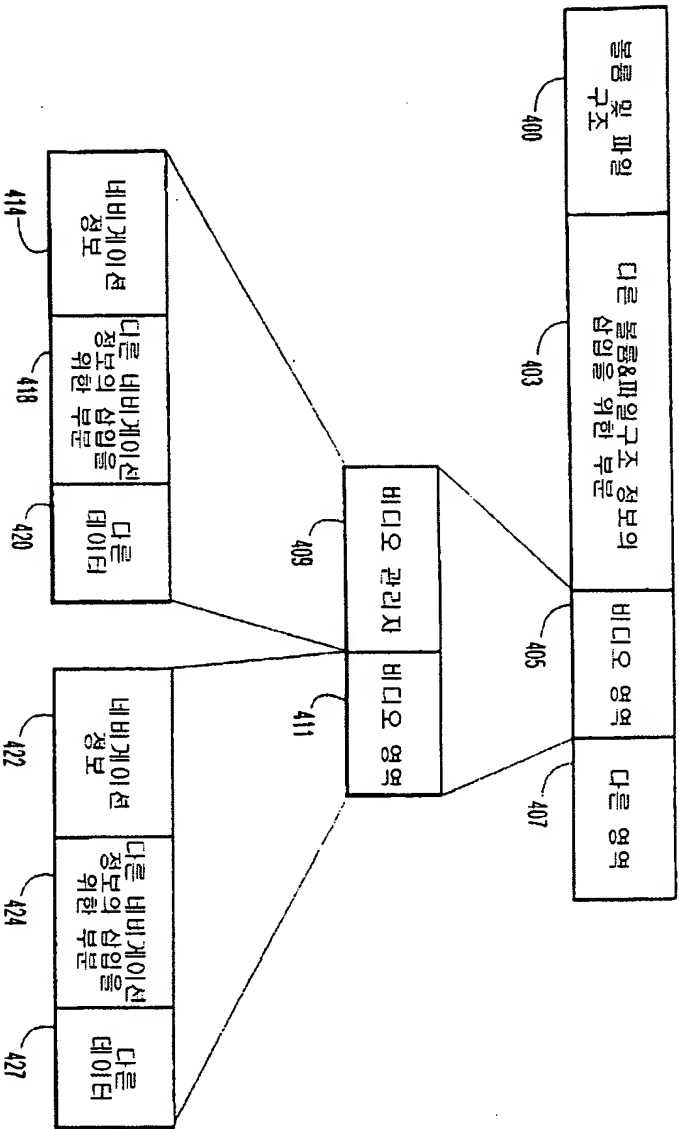 볼륨 및 파일
구조
400
다른 볼륨&파일구조 정보의
삽입을 위한 부분
403
비디오 영역
405
다른 영역
407
비디오 관리자
409
비디오 영역
411
네비게이션
정보
414
다른 네비게이션
정보의 삽입을
위한 부분
418
다른
데이터
420
네비게이션
정보
422
다른 네비게이션
정보의 삽입을
위한 부분
424
다른
데이터
427